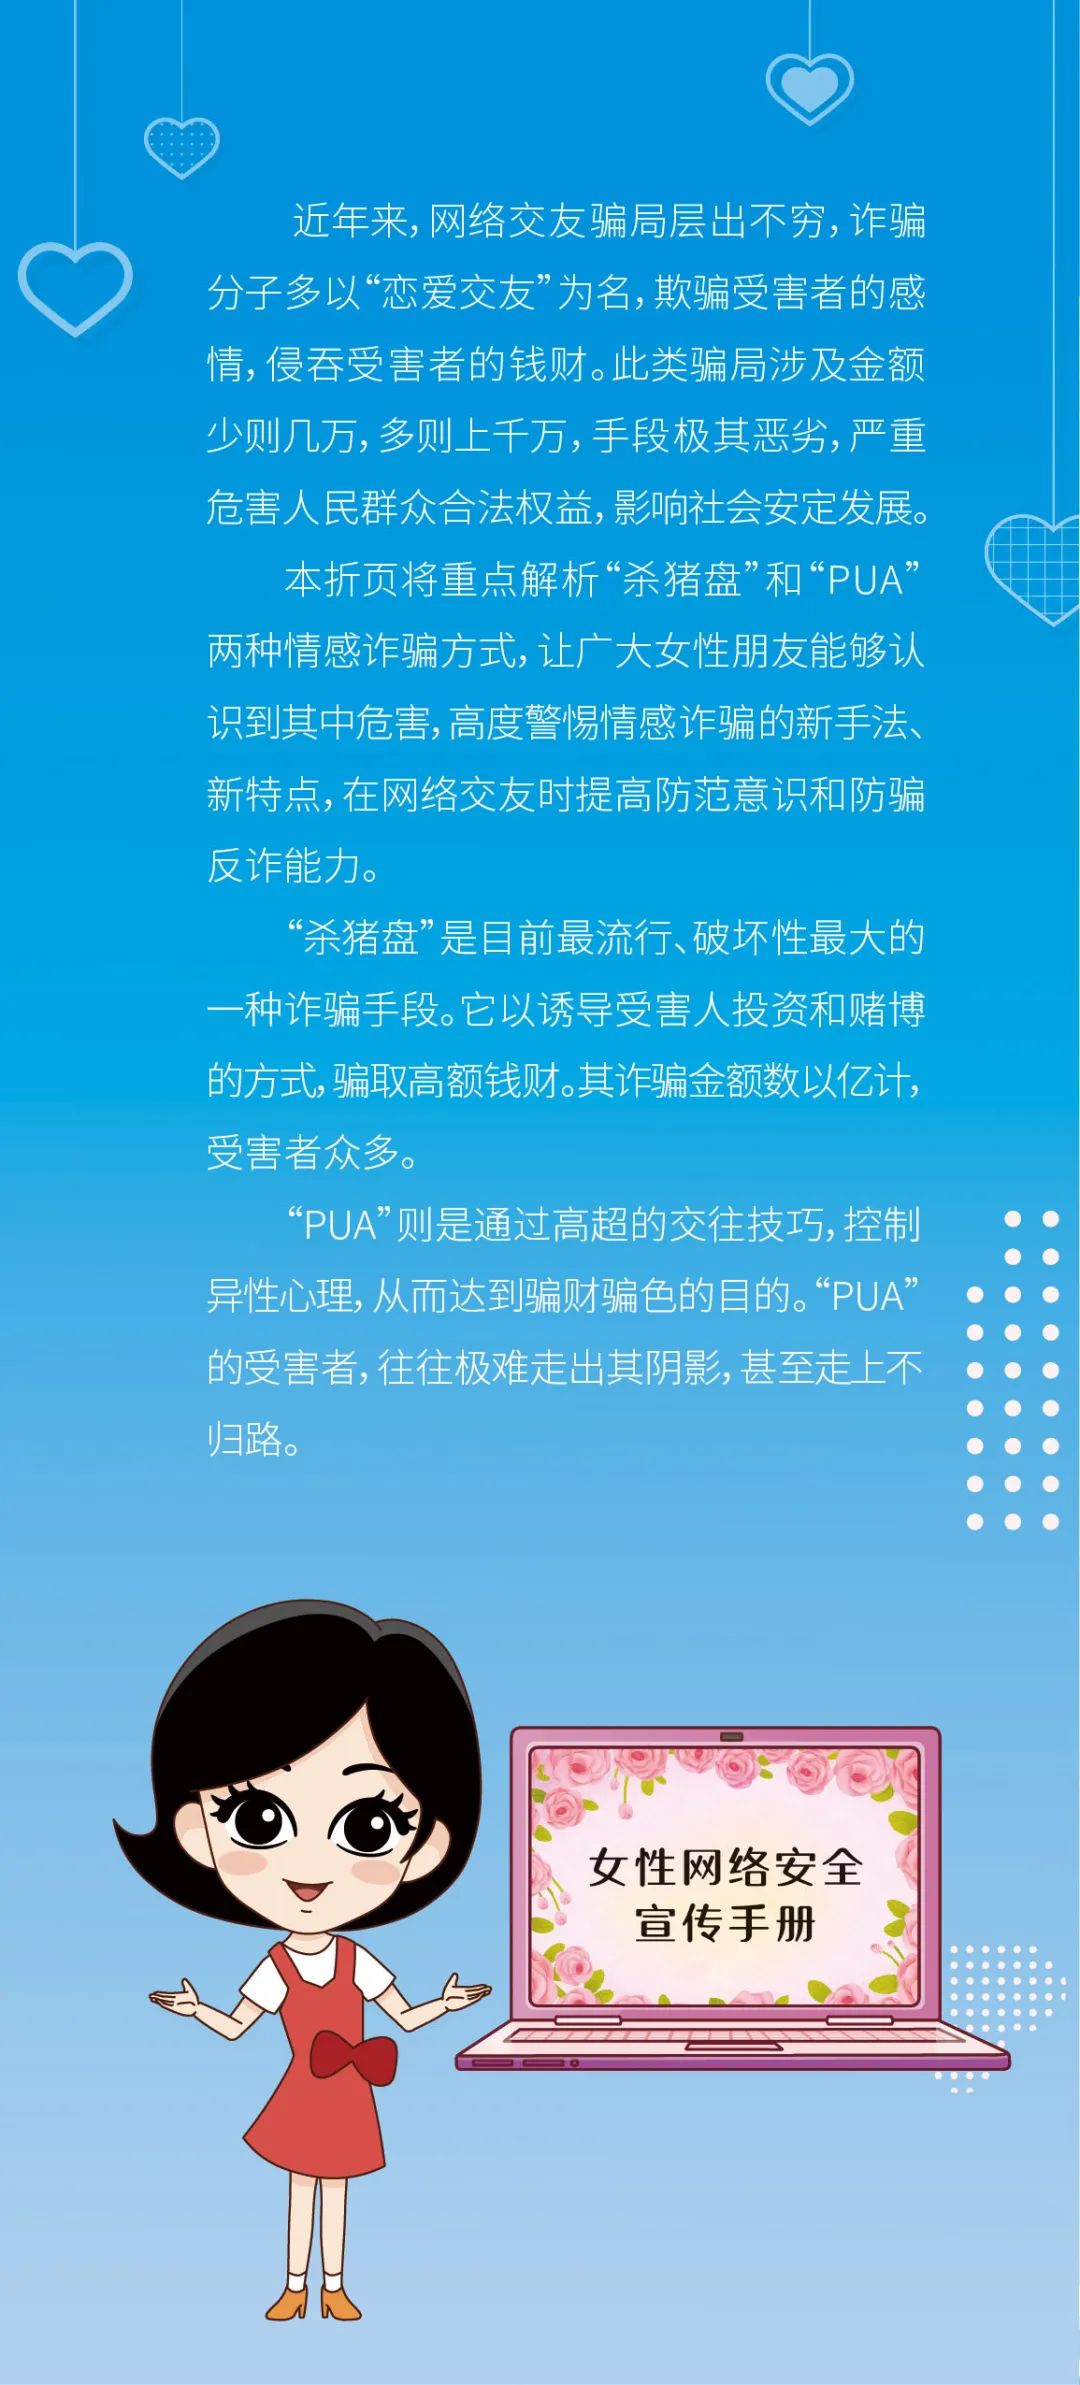 近年来，网络交友骗局层出不穷，诈骗
分子多以“恋爱交友”为名，欺骗受害者的感
情，侵吞受害者的钱财。此类骗局涉及金额
少则几万，多则上千万，手段极其恶劣，严重
危害人民群众合法权益，影响社会安定发展。
本折页将重点解析“杀猪盘”和“PUA”
两种情感诈骗方式，让广大女性朋友能够认
识到其中危害，高度警惕情感诈骗的新手法、
新特点，在网络交友时提高防范意识和防骗
反诈能力。
“杀猪盘”是目前最流行、破坏性最大的
一种诈骗手段。它以诱导受害人投资和赌博
的方式，骗取高额钱财。其诈骗金额数以亿计，
受害者众多。
“PUA”则是通过高超的交往技巧，控制
异性心理，从而达到骗财骗色的目的。“PUA”
的受害者，往往极难走出其阴影，甚至走上不
归路。
女性网络安全
宣传手册